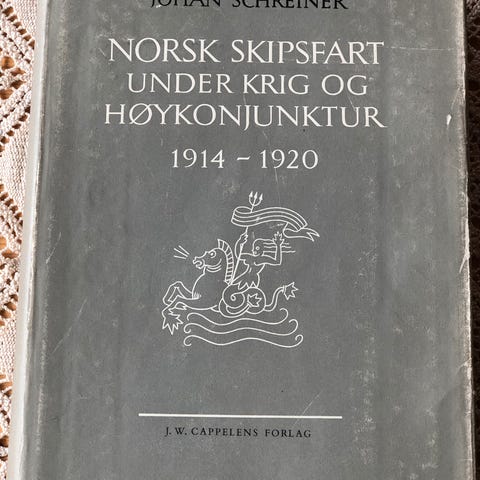 JOHAN SCHREINER
NORSK SKIPSFART
UNDER KRIG OG
HØYKONJUNKTUR
1914 - 1920
J. W. CAPPELENS FORLAG